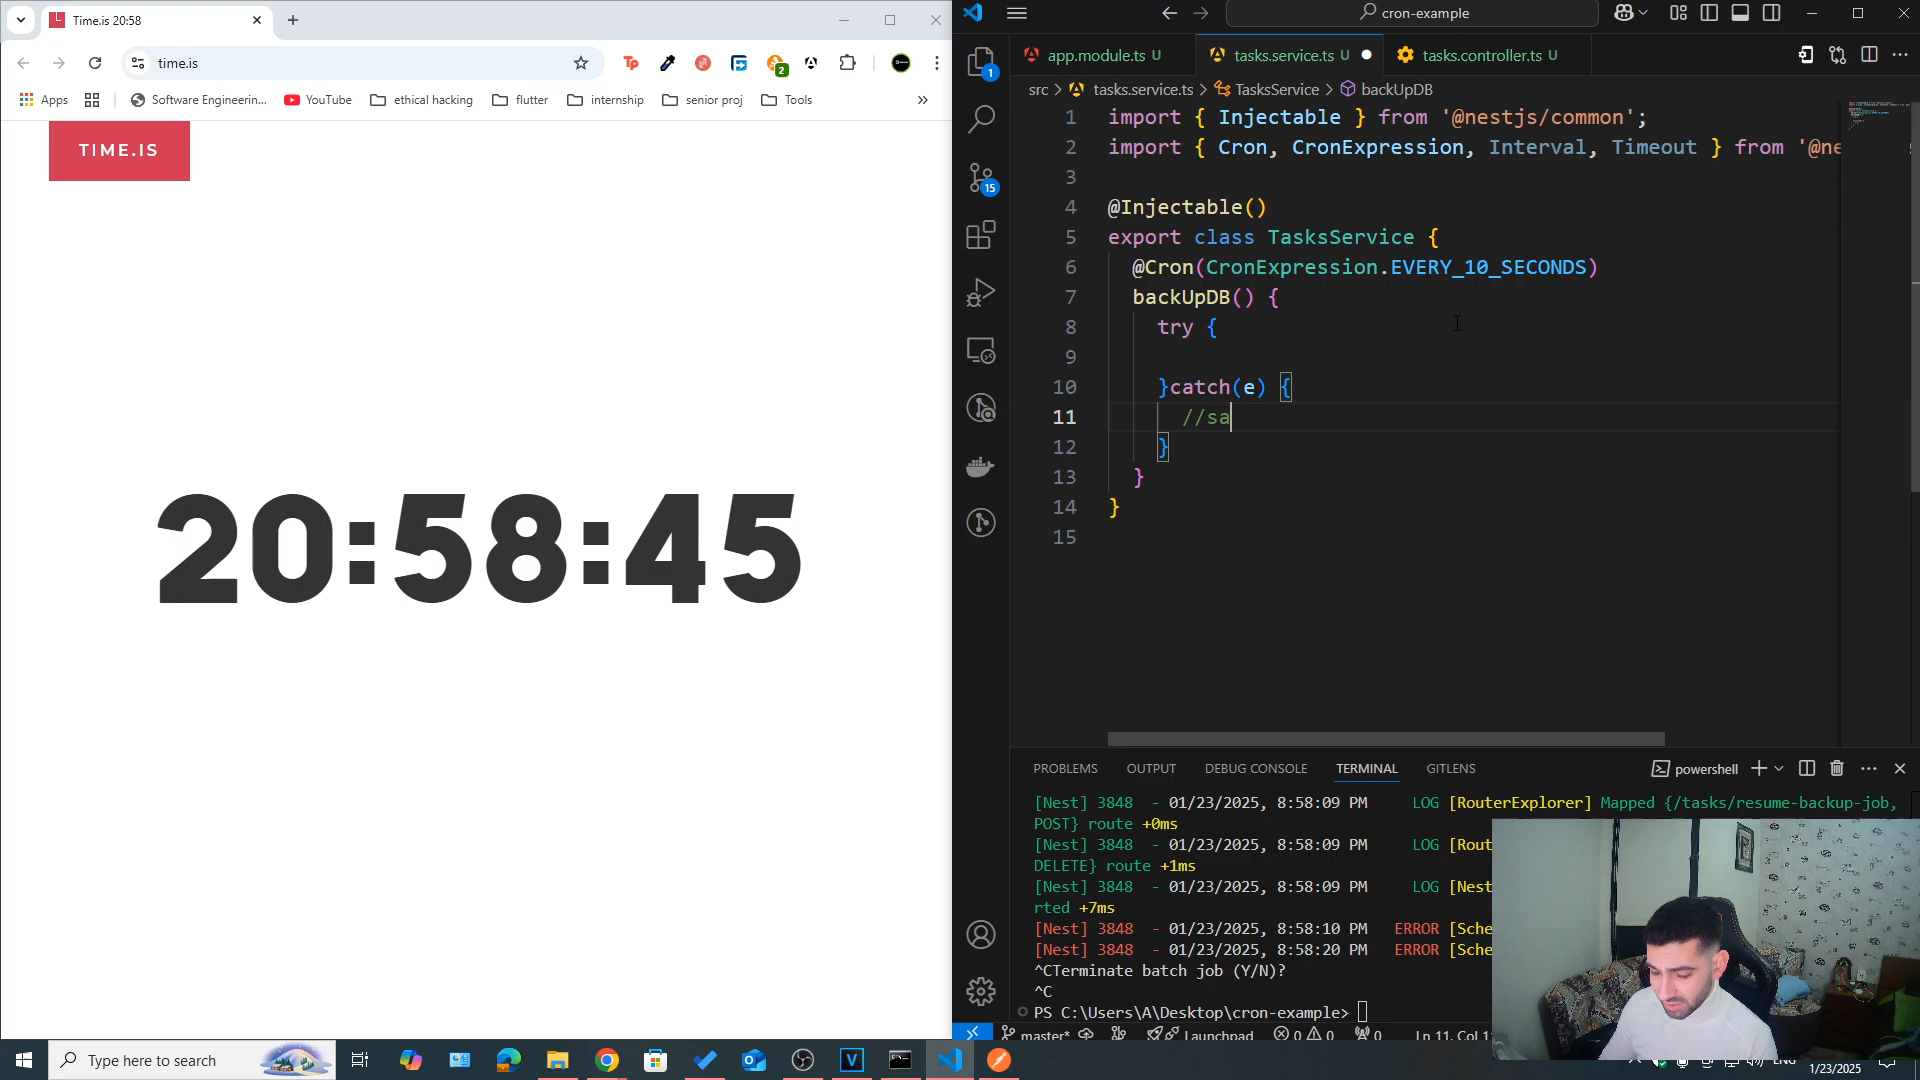 Time.is 20:58
time.is
2
Apps
Software Engineerin...
YouTube
ethical hacking
flutter
internship
senior proj
Tools
TIME.IS
20:58:45
cron-example
app.module.ts U
tasks.service.ts U
tasks.controller.ts U
src > tasks.service.ts > TasksService > backUpDB
1
15
1 import { Injectable } from '@nestjs/common';
2 import { Cron, CronExpression, Interval, Timeout } from '@ne
3
4 @Injectable()
5 export class TasksService {
6 @Cron(CronExpression.EVERY_10_SECONDS)
7 backUpDB() {
8 try {
9
10 }catch(e) {
11 //sa
12 }
13 }
14 }
15
PROBLEMS OUTPUT DEBUG CONSOLE TERMINAL GITLENS
powershell
[Nest] 3848 - 01/23/2025, 8:58:09 PM LOG [RouterExplorer] Mapped {/tasks/resume-backup-job,
POST} route +0ms
[Nest] 3848 - 01/23/2025, 8:58:09 PM LOG [Rout
DELETE} route +1ms
[Nest] 3848 - 01/23/2025, 8:58:09 PM LOG [Nest
rted +7ms
[Nest] 3848 - 01/23/2025, 8:58:10 PM ERROR [Sche
[Nest] 3848 - 01/23/2025, 8:58:20 PM ERROR [Sche
^CTerminate batch job (Y/N)?
^C
PS C:\Users\A\Desktop\cron-example>
master* Launchpad 0 0 0 Ln 11, Col 1
Type here to search
ENG
1/23/2025